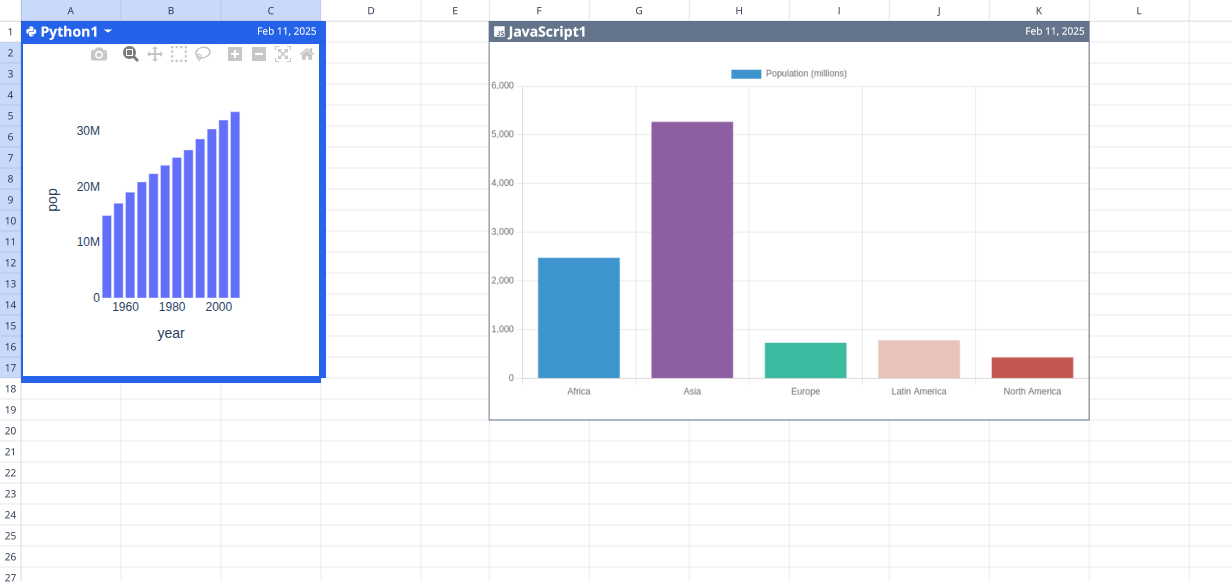 A B C D E F G H I J K L
1 Python1 Feb 11, 2025 JS JavaScript1 Feb 11, 2025
2
3 Population (millions)
4 6,000
5
6 30M 5,000
7
8 4,000
9 pop 20M
10
11 3,000
12 10M
13 2,000
14 0
1960 1980 2000
15 1,000
16 year
17 0
18 Africa Asia Europe Latin America North America
19
20
21
22
23
24
25
26
27